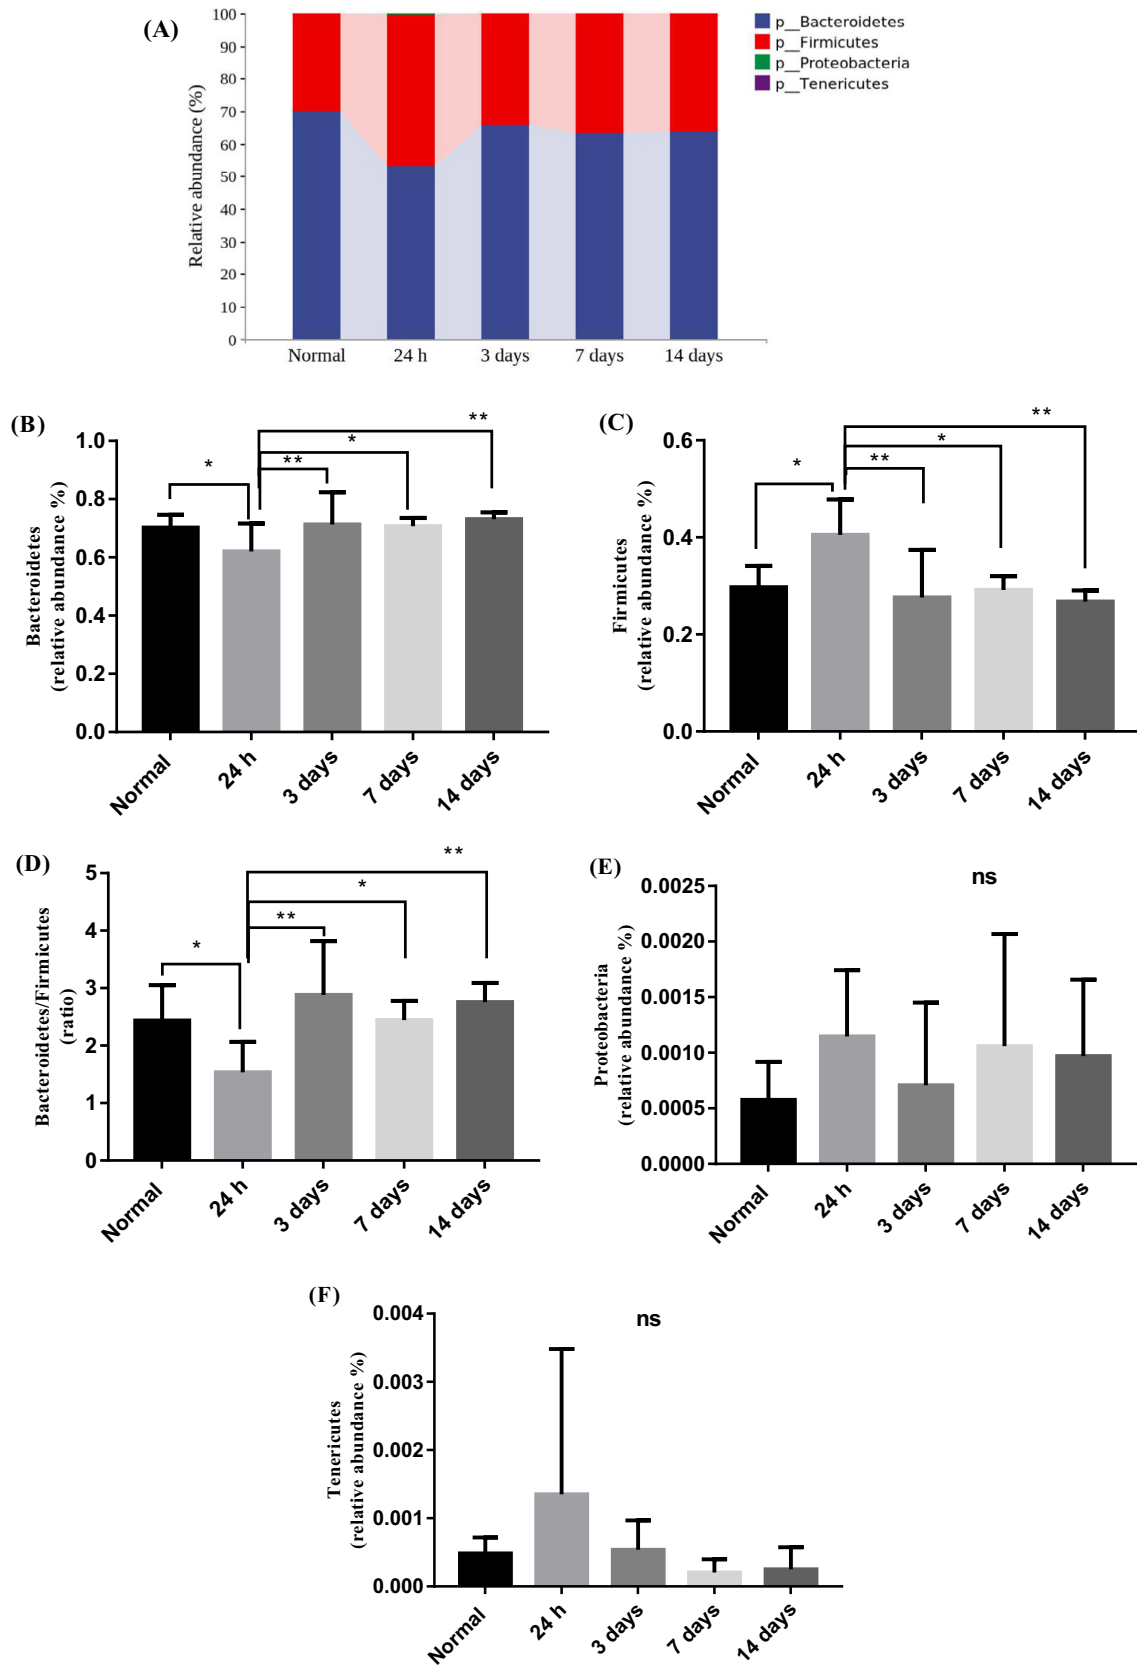 (A)
100
90
80
70
60
50
40
30
20
10
0
Relative abundance (%)
Normal 24 h 3 days 7 days 14 days
p__Bacteroidetes
p__Firmicutes
p__Proteobacteria
p__Tenericutes
(B)
Bacteroidetes
(relative abundance %)
1.0
0.8
0.6
0.4
0.2
0.0
* ** * **
Normal 24 h 3 days 7 days 14 days
(C)
Firmicutes
(relative abundance %)
0.6
0.4
0.2
0.0
* ** * **
Normal 24 h 3 days 7 days 14 days
(D)
Bacteroidetes/Firmicutes
(ratio)
5
4
3
2
1
0
* ** * **
Normal 24 h 3 days 7 days 14 days
(E)
Proteobacteria
(relative abundance %)
0.0025
0.0020
0.0015
0.0010
0.0005
0.0000
ns
Normal 24 h 3 days 7 days 14 days
(F)
Tenericutes
(relative abundance %)
0.004
0.003
0.002
0.001
0.000
ns
Normal 24 h 3 days 7 days 14 days